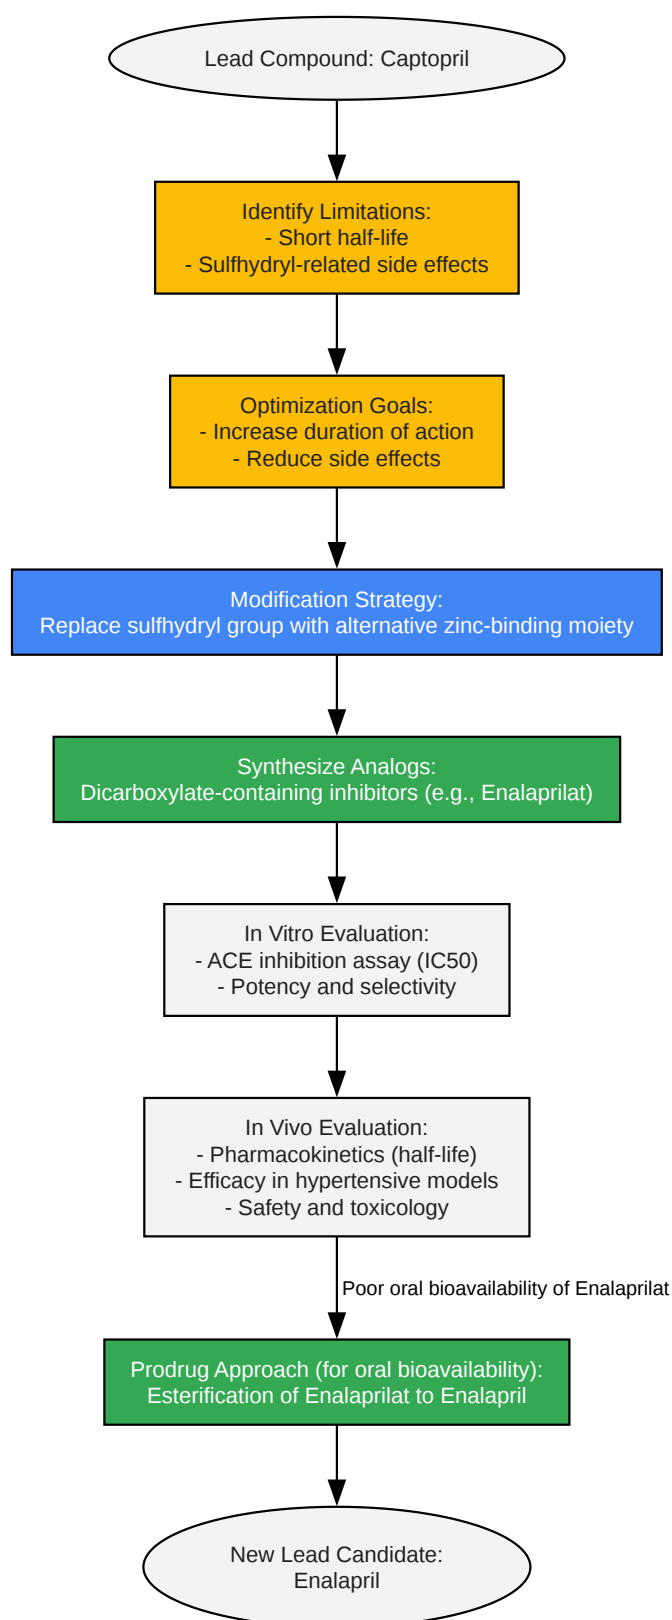 Lead Compound: Captopril
Identify Limitations:
- Short half-life
- Sulfhydryl-related side effects
Optimization Goals:
- Increase duration of action
- Reduce side effects
Modification Strategy:
Replace sulfhydryl group with alternative zinc-binding moiety
Synthesize Analogs:
Dicarboxylate-containing inhibitors (e.g., Enalaprilat)
In Vitro Evaluation:
- ACE inhibition assay (IC50)
- Potency and selectivity
In Vivo Evaluation:
- Pharmacokinetics (half-life)
- Efficacy in hypertensive models
- Safety and toxicology
Poor oral bioavailability of Enalaprilat
Prodrug Approach (for oral bioavailability):
Esterification of Enalaprilat to Enalapril
New Lead Candidate:
Enalapril